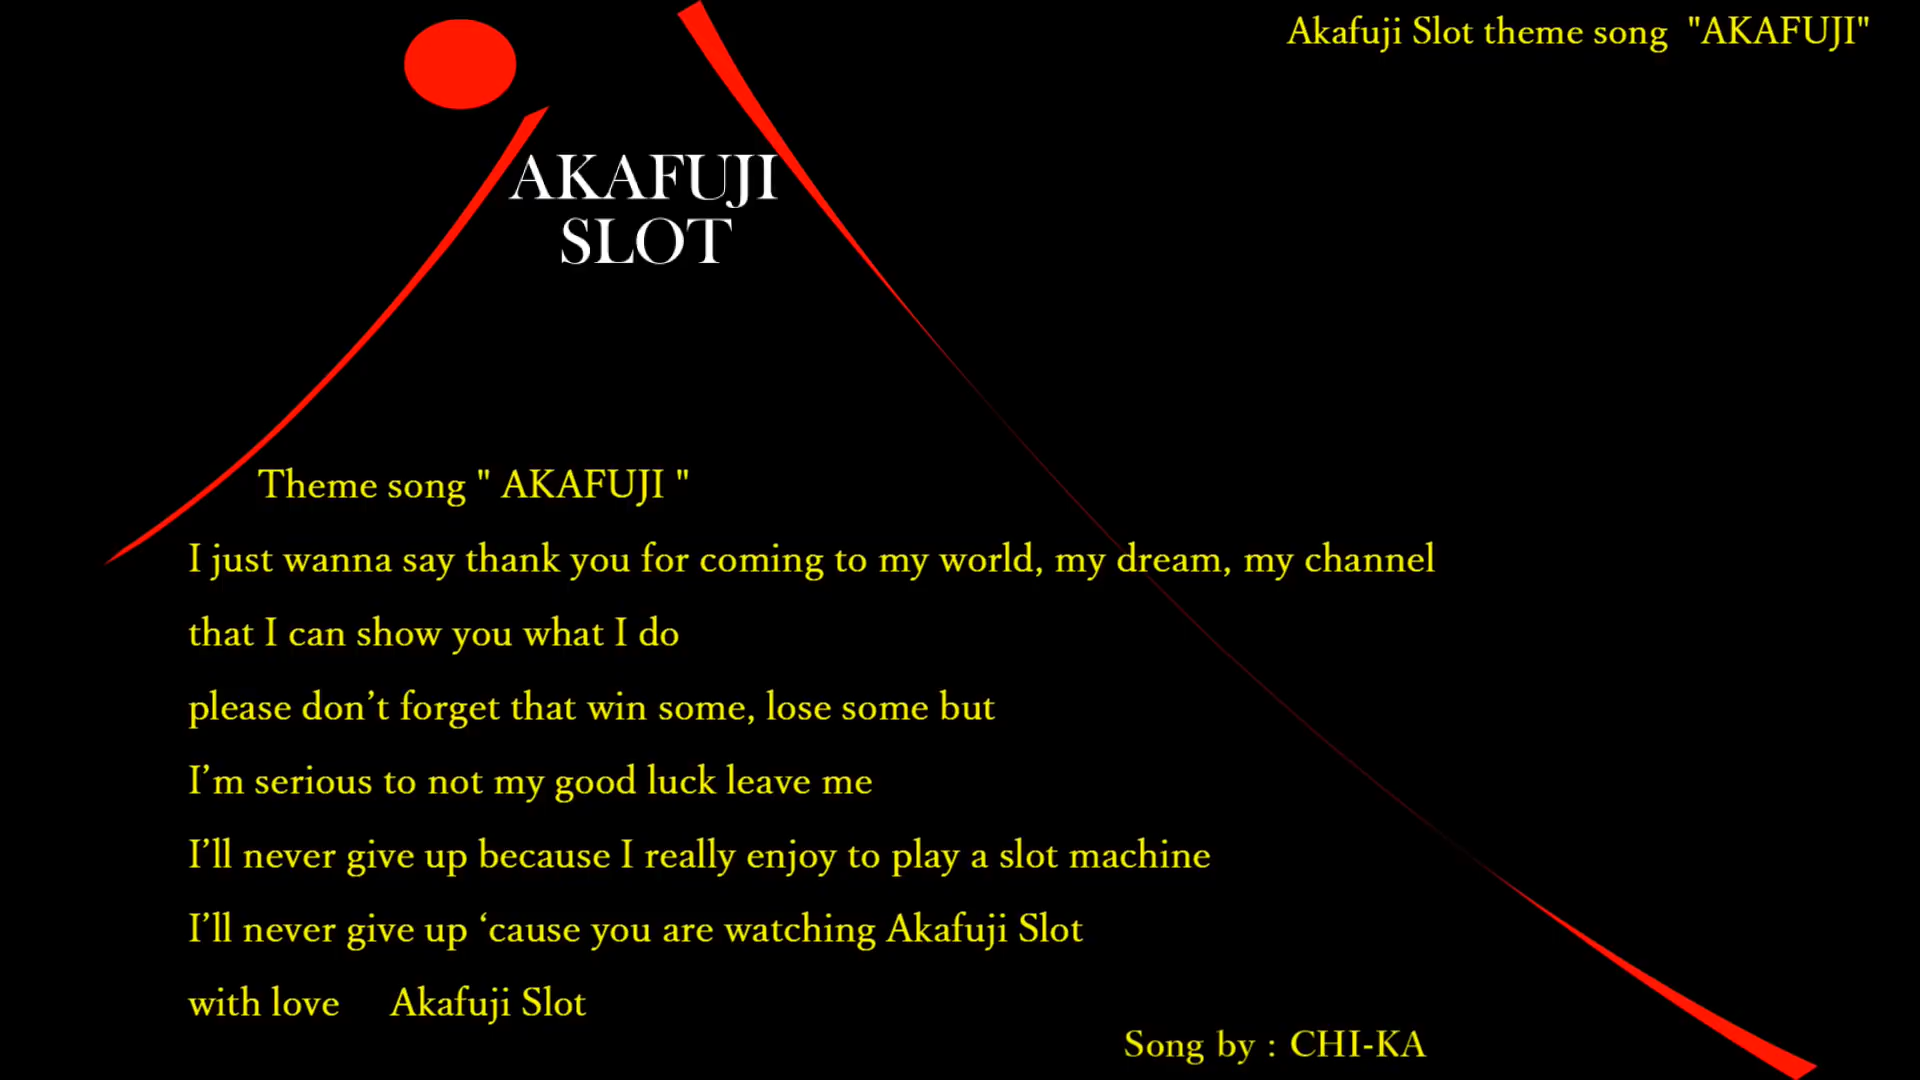 Akafuji Slot theme song "AKAFUJI"
AKAFUJI
SLOT
Theme song " AKAFUJI "
I just wanna say thank you for coming to my world, my dream, my channel
that I can show you what I do
please don’t forget that win some, lose some but
I’m serious to not my good luck leave me
I’ll never give up because I really enjoy to play a slot machine
I’ll never give up ‘cause you are watching Akafuji Slot
with love Akafuji Slot
Song by : CHI-KA